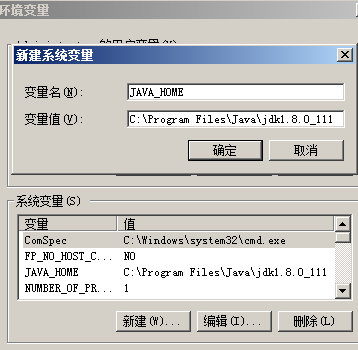 环境变量
新建系统变量
变量名(N):
JAVA_HOME
变量值(V):
C:\Program Files\Java\jdk1.8.0_111
确定
取消
系统变量(S)
变量 值
ComSpec C:\Windows\system32\cmd.exe
FP_NO_HOST_C... NO
JAVA_HOME C:\Program Files\Java\jdk1.8.0_111
NUMBER_OF_PR... 1
新建(W)... 编辑(I)... 删除(L)